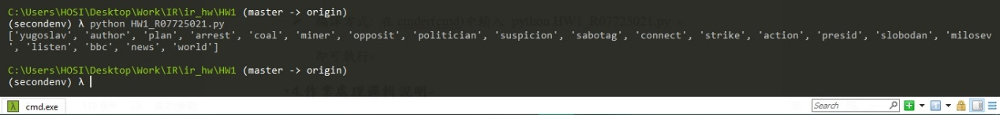 C:\Users\HOSI\Desktop\Work\IR\ir_hw\HW1 (master -> origin)
(secondenv) λ python HW1_R07725021.py
['yugoslav', 'author', 'plan', 'arrest', 'coal', 'miner', 'opposit', 'politician', 'suspicion', 'sabotag', 'connect', 'strike', 'action', 'presid', 'slobodan', 'milosev
', 'listen', 'bbc', 'news', 'world']
C:\Users\HOSI\Desktop\Work\IR\ir_hw\HW1 (master -> origin)
(secondenv) λ
λ cmd.exe Search